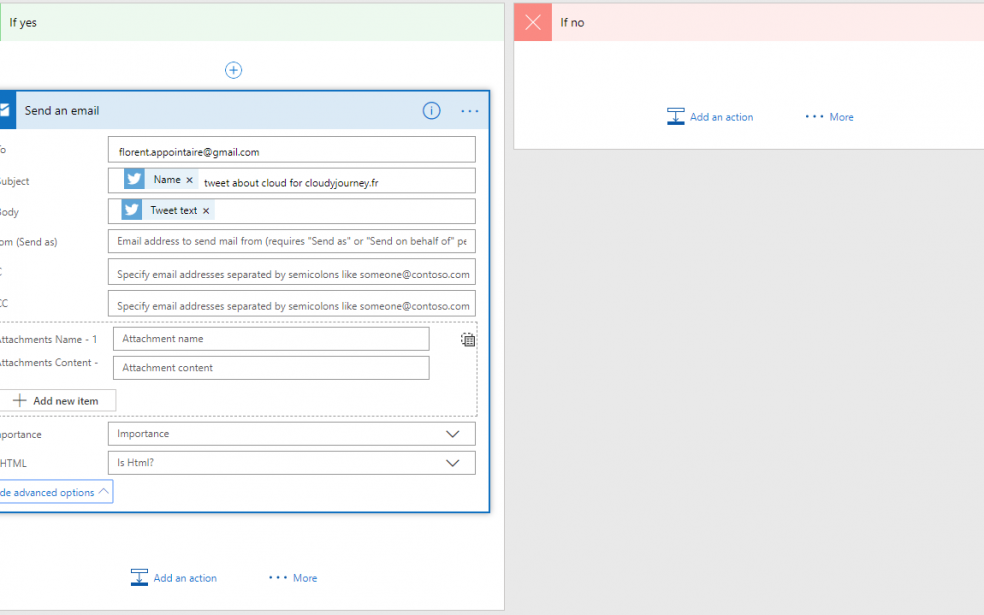 If yes
If no
Send an email
Add an action
More
florent.appointaire@gmail.com
ubject
Name × tweet about cloud for cloudyjourney.fr
ody
Tweet text ×
om (Send as)
Email address to send mail from (requires "Send as" or "Send on behalf of" pe
Specify email addresses separated by semicolons like someone@contoso.com
CC
Specify email addresses separated by semicolons like someone@contoso.com
ttachments Name - 1
Attachment name
ttachments Content -
Attachment content
Add new item
portance
Importance
HTML
Is Html?
de advanced options
Add an action
More